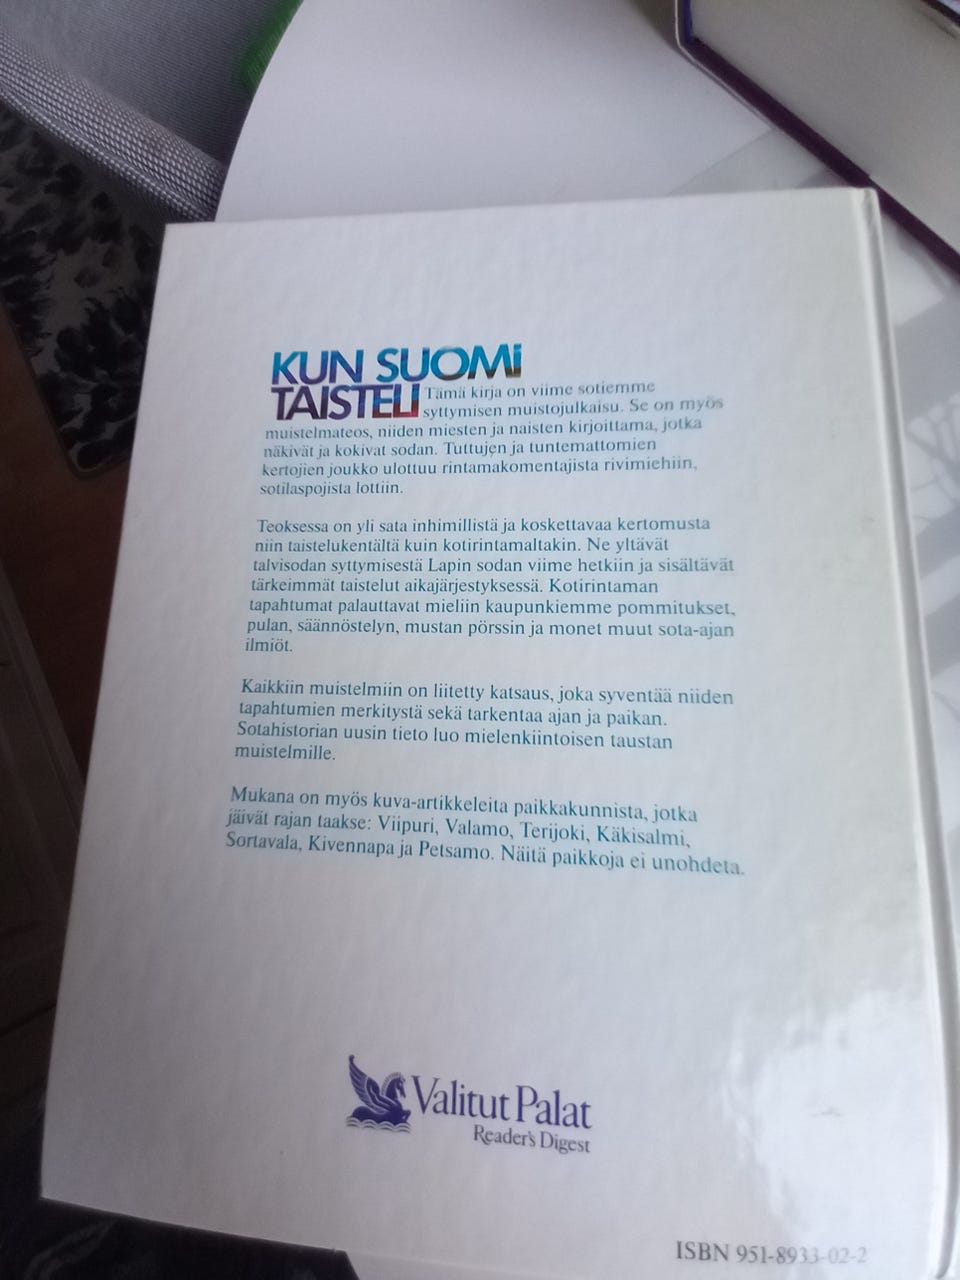 KUN SUOMI
TAISTELI Tämä kirja on viime sotiemme
syttymisen muistojulkaisu. Se on myös
muistelmateos, niiden miesten ja naisten kirjoittama, jotka
näkivät ja kokivat sodan. Tuttujen ja tuntemattomien
kertojien joukko ulottuu rintamakomentajista rivimiehiin,
sotilaspojista lottiin.
Teoksessa on yli sata inhimillistä ja koskettavaa kertomusta
niin taistelukentältä kuin kotirintamaltakin. Ne yltävät
talvisodan syttymisestä Lapin sodan viime hetkiin ja sisältävät
tärkeimmät taistelut aikajärjestyksessä. Kotirintaman
tapahtumat palauttavat mieliin kaupunkiemme pommitukset,
pulan, säännöstelyn, mustan pörssin ja monet muut sota-ajan
ilmiöt.
Kaikkiin muistelmiin on liitetty katsaus, joka syventää niiden
tapahtumien merkitystä sekä tarkentaa ajan ja paikan.
Sotahistorian uusin tieto luo mielenkiintoisen taustan
muistelmille.
Mukana on myös kuva-artikkeleita paikkakunnista, jotka
jäivät rajan taakse: Viipuri, Valamo, Terijoki, Käkisalmi,
Sortavala, Kivennapa ja Petsamo. Näitä paikkoja ei unohdeta.
Valitut Palat
Reader's Digest
ISBN 951-8933-02-2